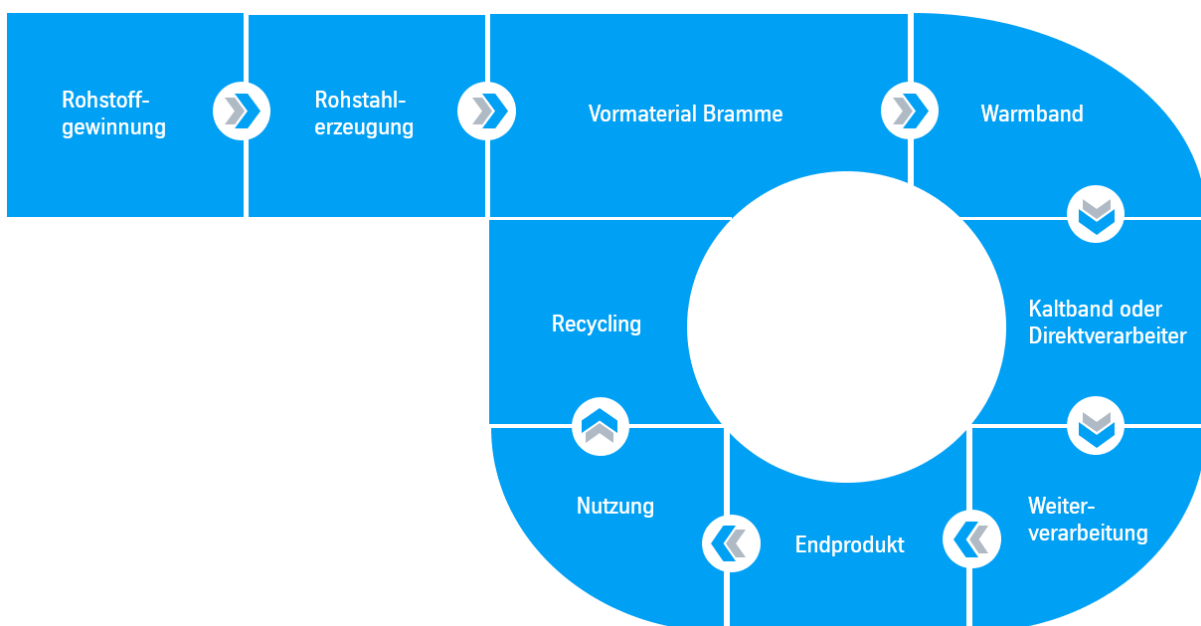 Rohstoff-
gewinnung
Rohstahl-
erzeugung
Vormaterial Bramme
Warmband
Kaltband oder
Direktverarbeiter
Weiter-
verarbeitung
Endprodukt
Nutzung
Recycling